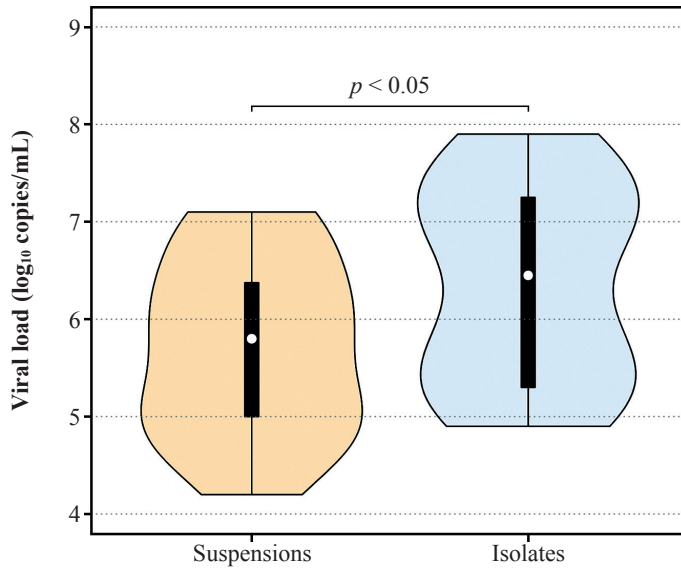 9
p < 0.05
8
7
6
5
4
Viral load (log₁₀ copies/mL)
Suspensions
Isolates